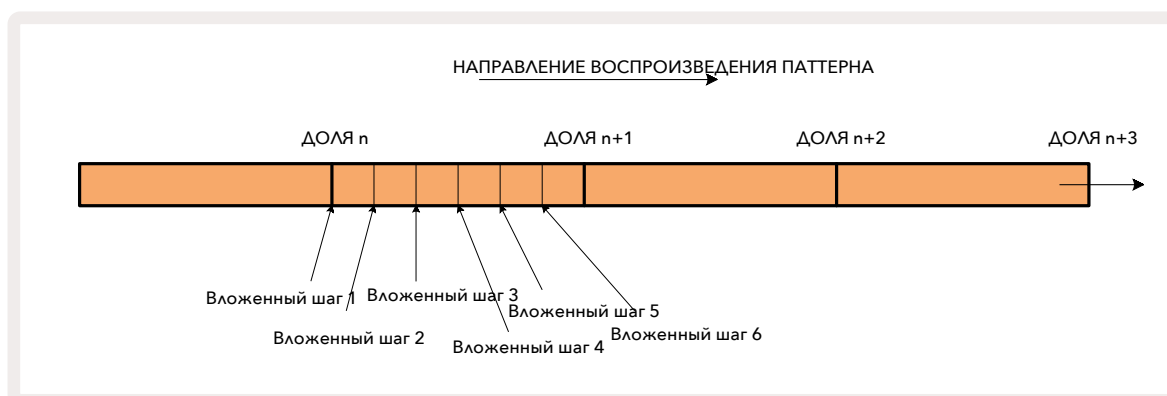 НАПРАВЛЕНИЕ ВОСПРОИЗВЕДЕНИЯ ПАТТЕРНА
ДОЛЯ n
ДОЛЯ n+1
ДОЛЯ n+2
ДОЛЯ n+3
Вложенный шаг 1
Вложенный шаг 3
Вложенный шаг 5
Вложенный шаг 2
Вложенный шаг 4
Вложенный шаг 6